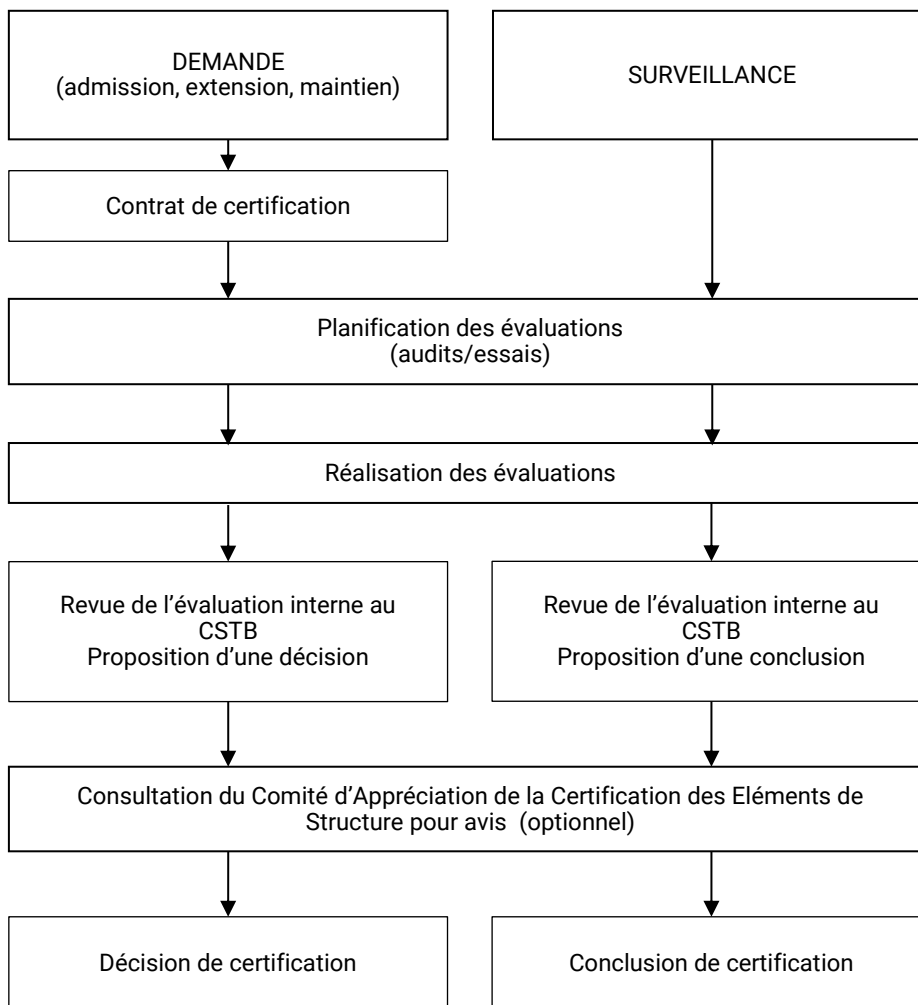 DEMANDE
(admission, extension, maintien)
SURVEILLANCE
Contrat de certification
Planification des évaluations
(audits/essais)
Réalisation des évaluations
Revue de l’évaluation interne au
CSTB
Proposition d’une décision
Revue de l’évaluation interne au
CSTB
Proposition d’une conclusion
Consultation du Comité d’Appréciation de la Certification des Eléments de
Structure pour avis  (optionnel)
Décision de certification
Conclusion de certification